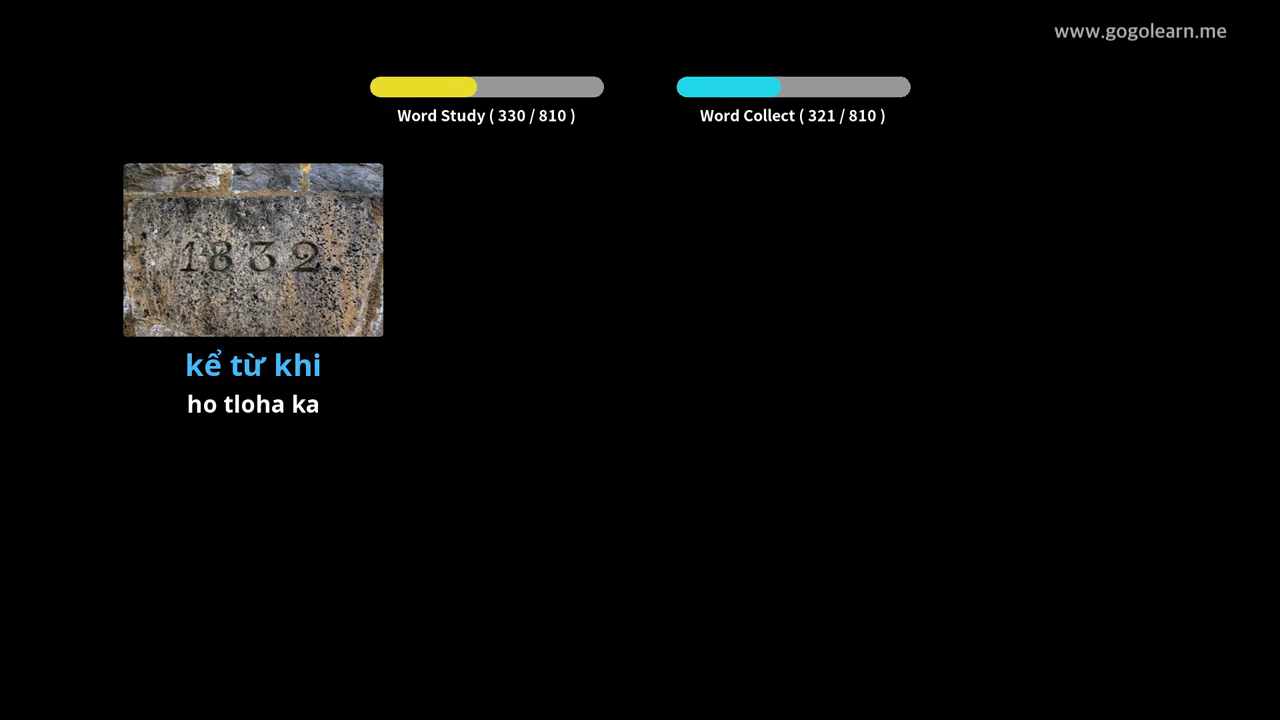 www.gogolearn.me
Word Study ( 330 / 810 )
Word Collect ( 321 / 810 )
1832.
kể từ khi
ho tloha ka